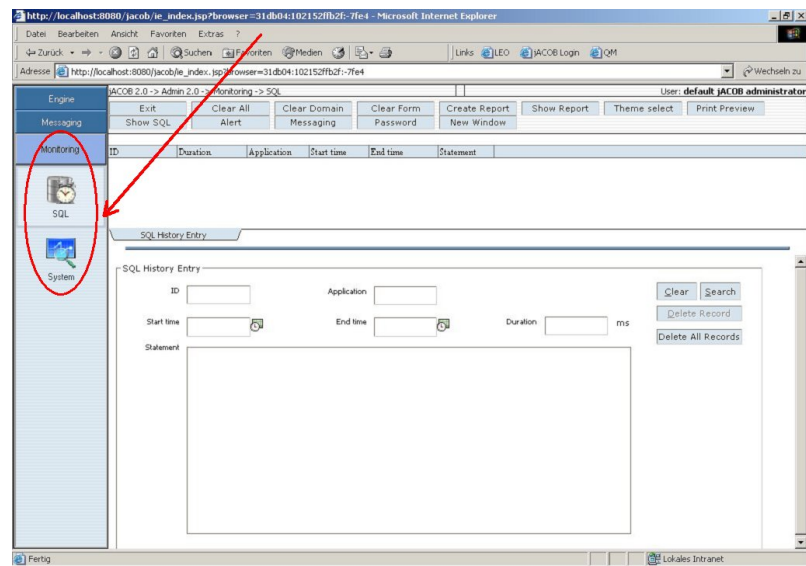 http://localhost:8080/jacob/ie_index.jsp?browser=31db04:102152ffb2f:-7fe4 - Microsoft Internet Explorer
Datei Bearbeiten Ansicht Favoriten Extras ?
Zurück Suchen Favoriten Medien Links LEO jACOB Login QM
Adresse http://localhost:8080/jacob/ie_index.jsp?browser=31db04:102152ffb2f:-7fe4 Wechseln zu
jACOB 2.0 -> Admin 2.0 -> Monitoring -> SQL User: default jACOB administrator
Engine
Messaging
Monitoring
SQL
System
Exit Clear All Clear Domain Clear Form Create Report Show Report Theme select Print Preview
Show SQL Alert Messaging Password New Window
ID Duration Application Start time End time Statement
SQL History Entry
SQL History Entry
ID Application Clear Search
Start time End time Duration ms Delete Record
Delete All Records
Statement
Fertig Lokales Intranet